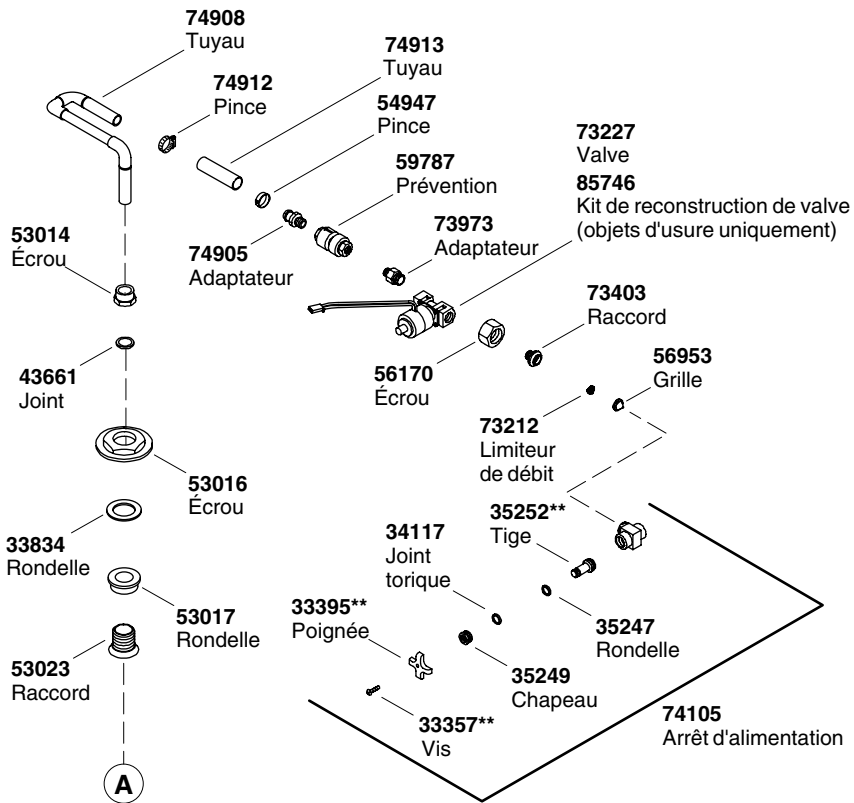 74908
Tuyau
74913
Tuyau
74912
Pince
54947
Pince
73227
Valve
85746
Kit de reconstruction de valve
(objets d'usure uniquement)
59787
Prévention
53014
Écrou
74905
Adaptateur
73973
Adaptateur
73403
Raccord
56170
Écrou
56953
Grille
43661
Joint
73212
Limiteur
de débit
53016
Écrou
35252**
Tige
33834
Rondelle
34117
Joint
torique
33395**
Poignée
53017
Rondelle
35247
Rondelle
53023
Raccord
35249
Chapeau
33357**
Vis
74105
Arrêt d'alimentation
A